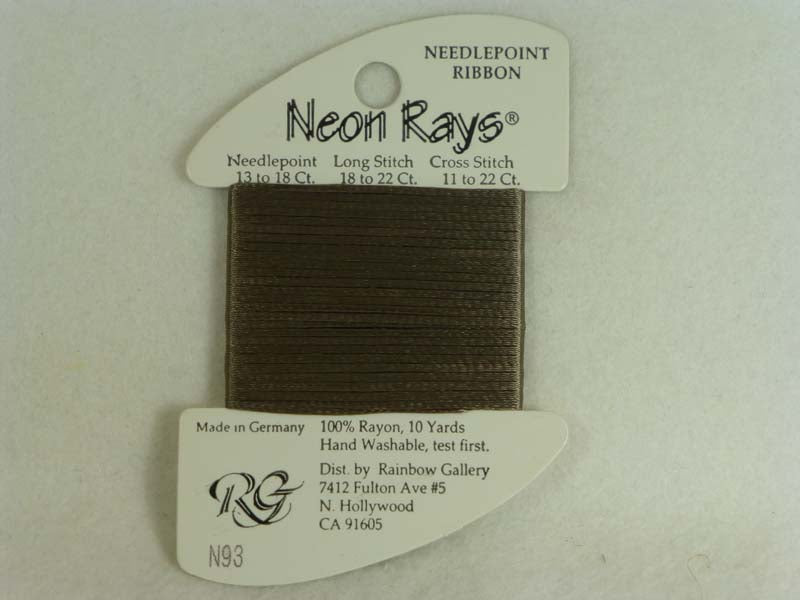 NEEDLEPOINT
RIBBON
Neon Rays®
Needlepoint Long Stitch Cross Stitch
13 to 18 Ct. 18 to 22 Ct. 11 to 22 Ct.
Made in Germany
100% Rayon, 10 Yards
Hand Washable, test first.
Dist. by Rainbow Gallery
7412 Fulton Ave #5
N. Hollywood
CA 91605
RG
N93